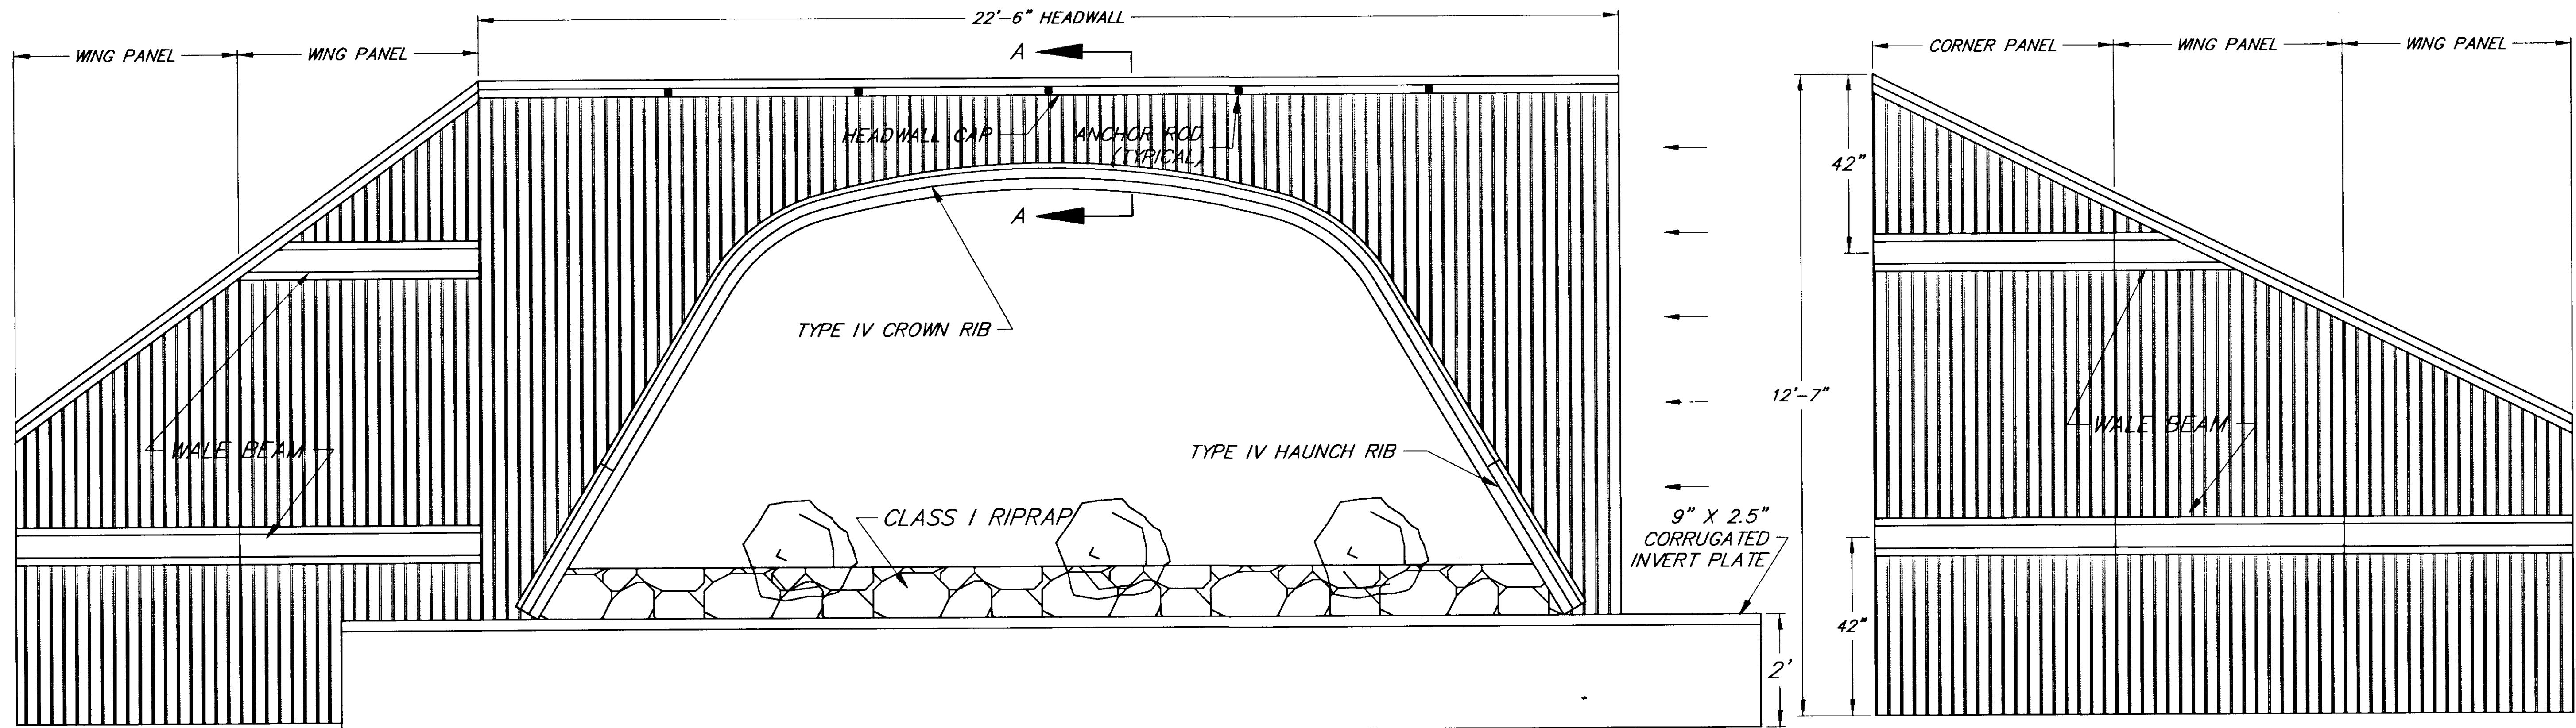 22'-6" HEADWALL
WING PANEL
WING PANEL
CORNER PANEL
WING PANEL
WING PANEL
A
HEADWALL CAP
ANCHOR ROD
(TYPICAL)
42"
A
TYPE IV CROWN RIB
12'-7"
WALE BEAM
WALE BEAM
TYPE IV HAUNCH RIB
CLASS I RIPRAP
9" X 2.5"
CORRUGATED
INVERT PLATE
42"
2'